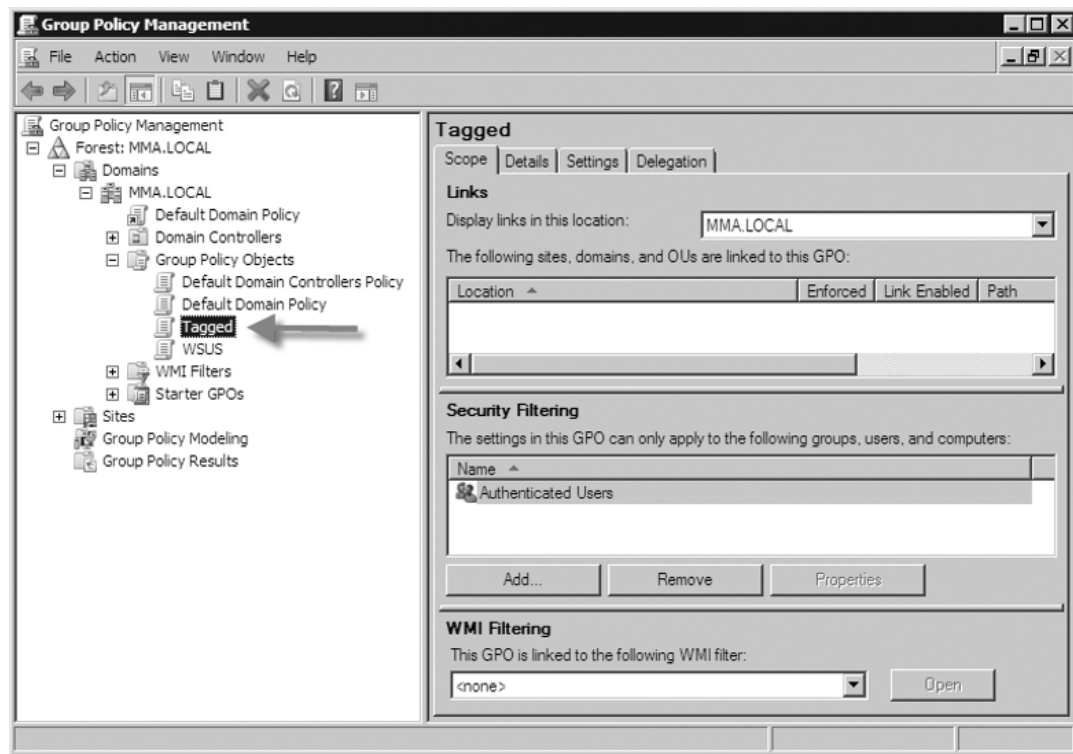 Group Policy Management
File Action View Window Help
Group Policy Management
Forest: MMA.LOCAL
Domains
MMA.LOCAL
Default Domain Policy
Domain Controllers
Group Policy Objects
Default Domain Controllers Policy
Default Domain Policy
Tagged
WSUS
WMI Filters
Starter GPOs
Sites
Group Policy Modeling
Group Policy Results
Tagged
Scope Details Settings Delegation
Links
Display links in this location: MMA.LOCAL
The following sites, domains, and OUs are linked to this GPO:
Location Enforced Link Enabled Path
Security Filtering
The settings in this GPO can only apply to the following groups, users, and computers:
Name
Authenticated Users
Add... Remove Properties
WMI Filtering
This GPO is linked to the following WMI filter:
<none> Open